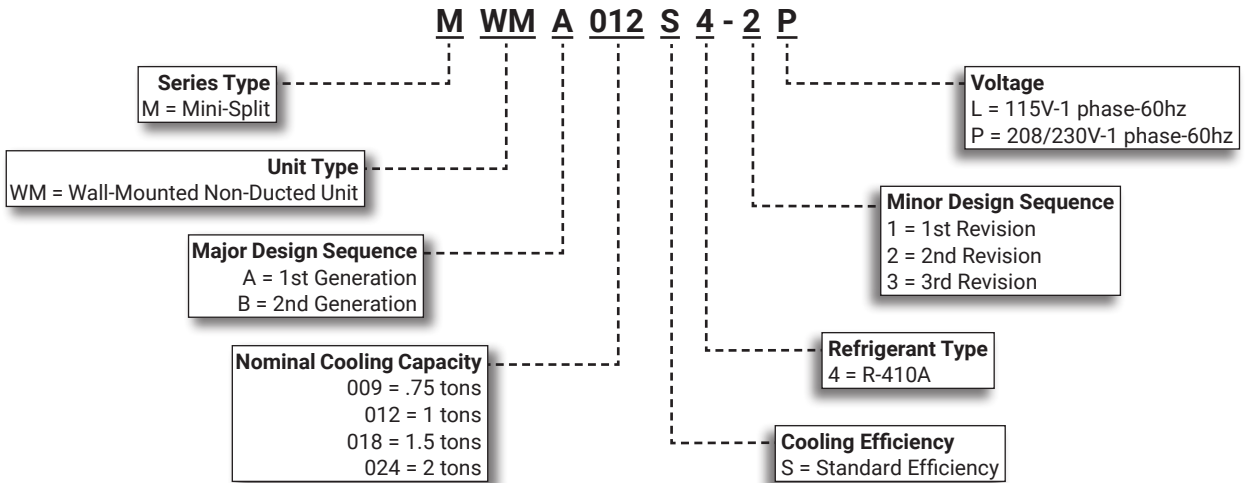 M WM A 012 S 4 - 2 P
Series Type
M = Mini-Split
Unit Type
WM = Wall-Mounted Non-Ducted Unit
Major Design Sequence
A = 1st Generation
B = 2nd Generation
Nominal Cooling Capacity
009 = .75 tons
012 = 1 tons
018 = 1.5 tons
024 = 2 tons
Voltage
L = 115V-1 phase-60hz
P = 208/230V-1 phase-60hz
Minor Design Sequence
1 = 1st Revision
2 = 2nd Revision
3 = 3rd Revision
Refrigerant Type
4 = R-410A
Cooling Efficiency
S = Standard Efficiency